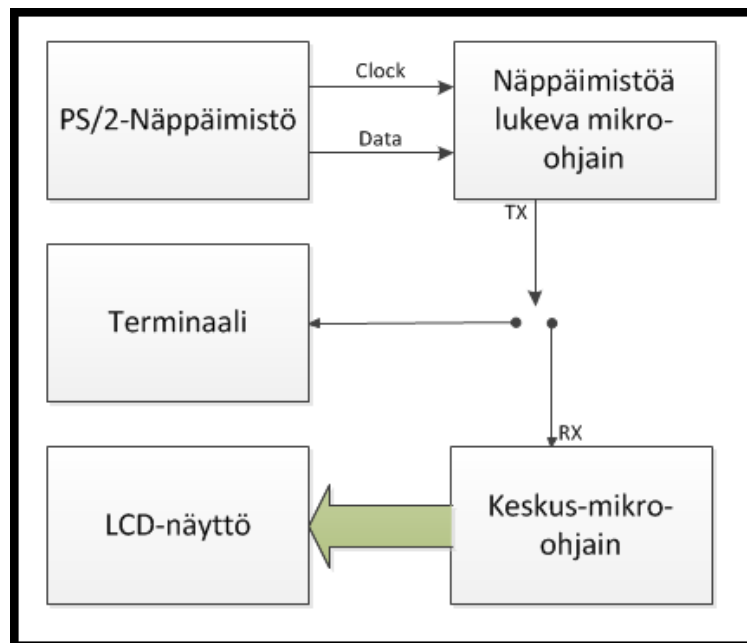 PS/2-Näppäimistö
Clock
Data
Näppäimistöä
lukeva mikro-
ohjain
TX
Terminaali
RX
LCD-näyttö
Keskus-mikro-
ohjain